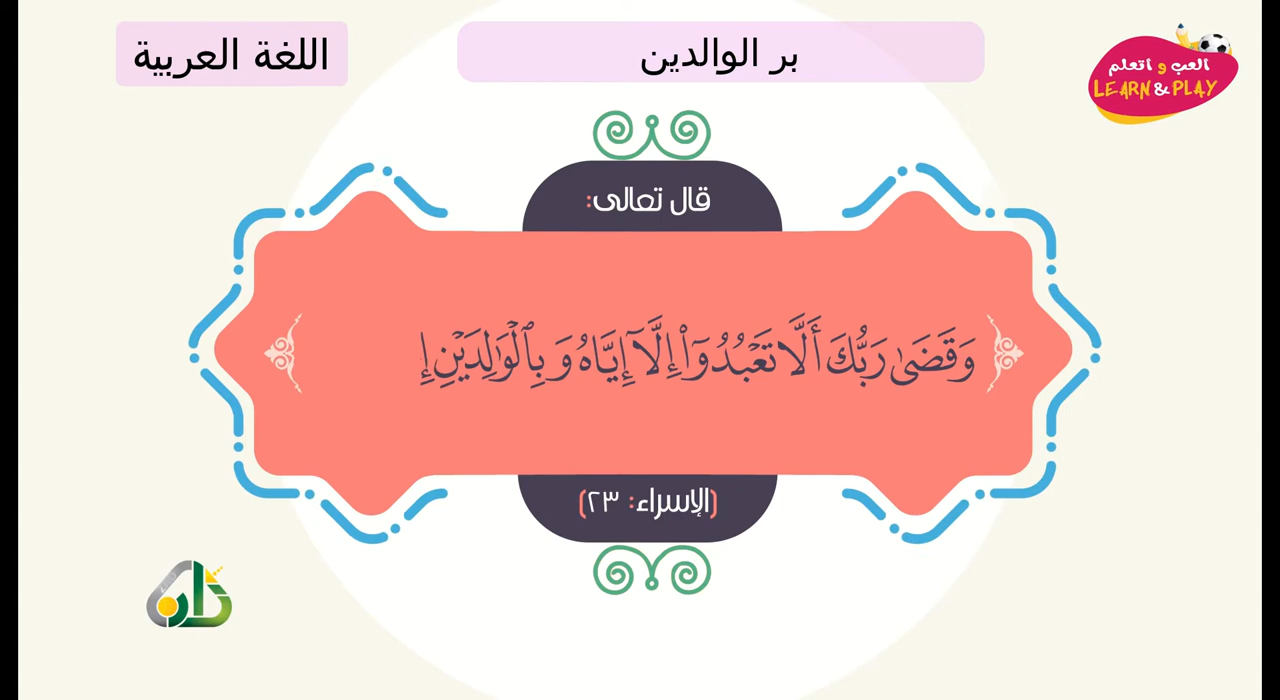 اللغة العربية
بر الوالدين
العب و اتعلم
LEARN & PLAY
قال تعالى:
وَقَضَىٰ رَبُّكَ أَلَّا تَعْبُدُوٓا۟ إِلَّآ إِيَّاهُ وَبِٱلْوَٰلِدَيْنِ إِ
(الإسراء: ٢٣)